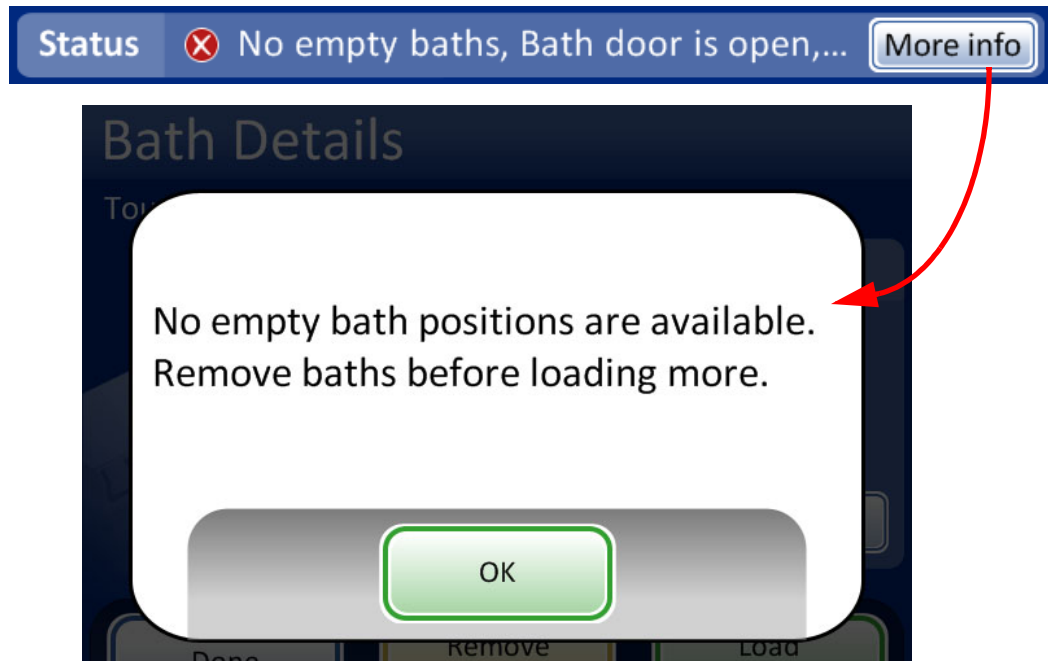 Status No empty baths, Bath door is open,... More info
Bath Details
No empty bath positions are available.
Remove baths before loading more.
OK
Done Remove Load